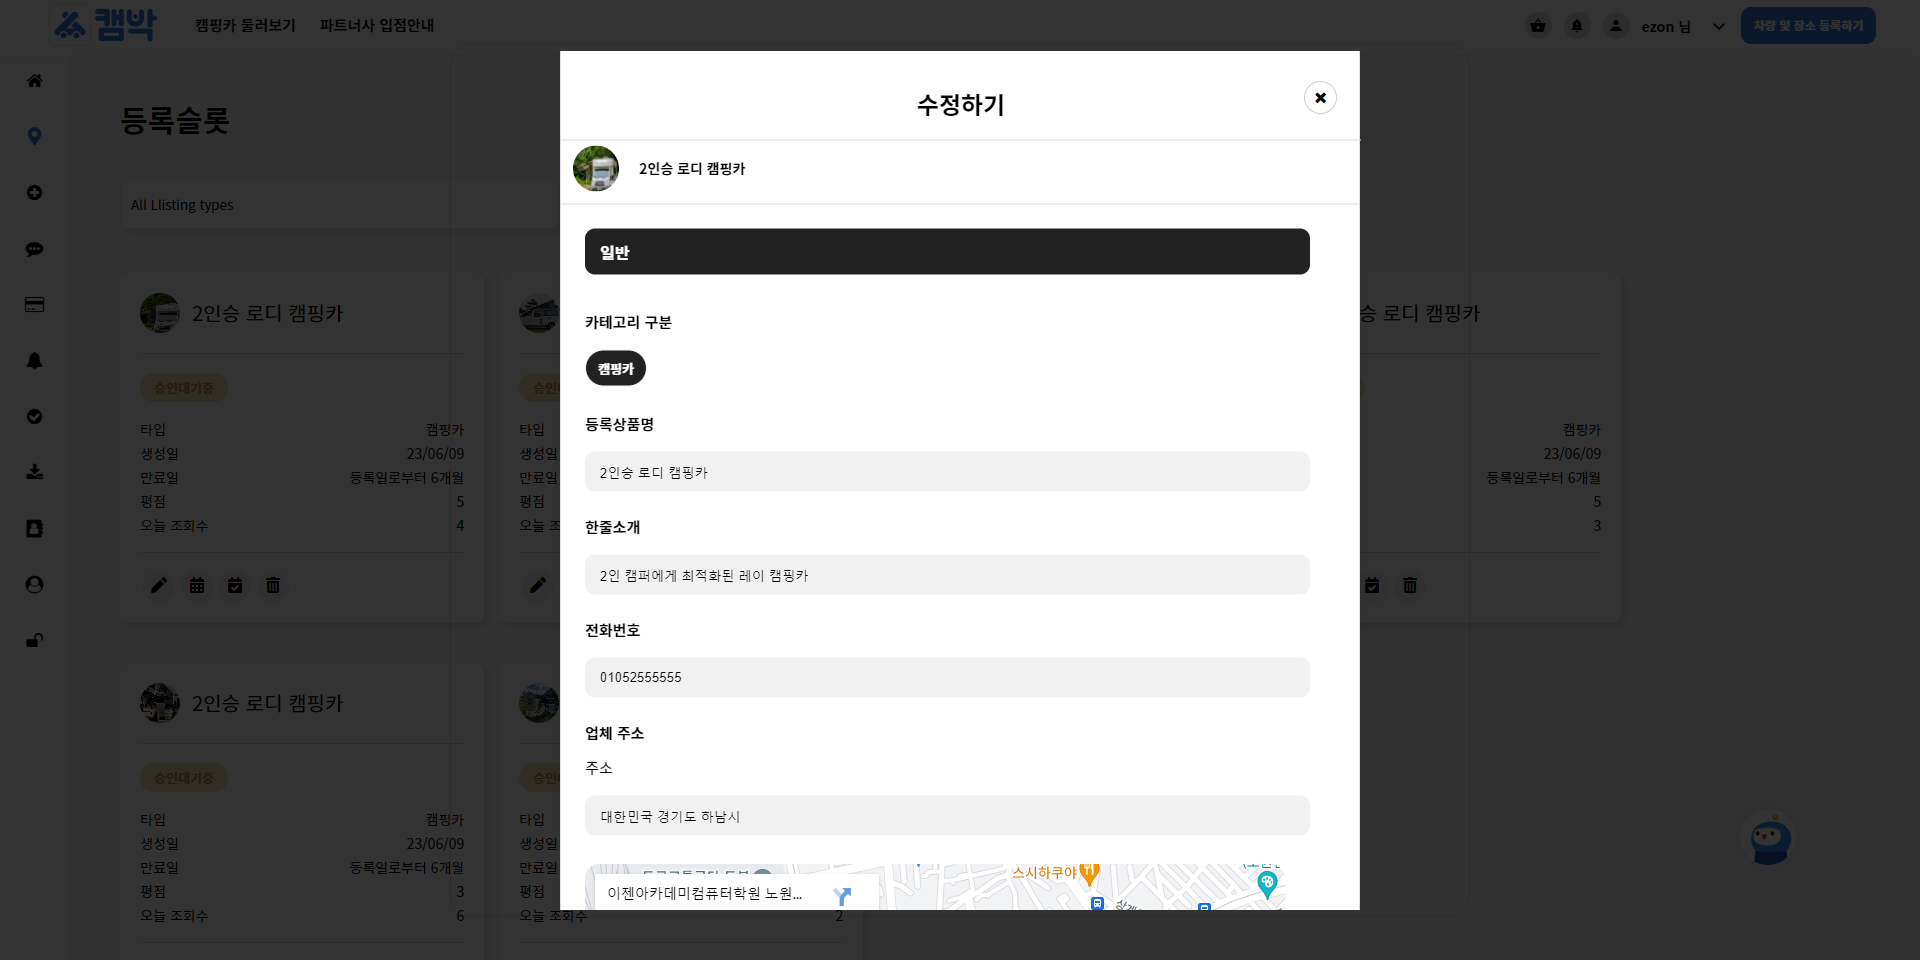 캠박
캠핑카 둘러보기
파트너사 입점안내
ezon 님
차량 및 장소 등록하기
등록슬롯
All Llisting types
2인승 로디 캠핑카
승인대기중
타입
캠핑카
생성일
23/06/09
만료일
등록일로부터 6개월
평점
5
오늘 조회수
4
승인
타입
생성일
만료일
평점
오늘 조
승 로디 캠핑카
캠핑카
23/06/09
등록일로부터 6개월
5
3
2인승 로디 캠핑카
승인대기중
타입
캠핑카
생성일
23/06/09
만료일
등록일로부터 6개월
평점
3
오늘 조회수
6
승인
타입
생성일
만료일
평점
오늘 조회수
2
수정하기
2인승 로디 캠핑카
일반
카테고리 구분
캠핑카
등록상품명
2인승 로디 캠핑카
한줄소개
2인 캠퍼에게 최적화된 레이 캠핑카
전화번호
01052555555
업체 주소
주소
대한민국 경기도 하남시
이젠아카데미컴퓨터학원 노원...
스시하쿠야